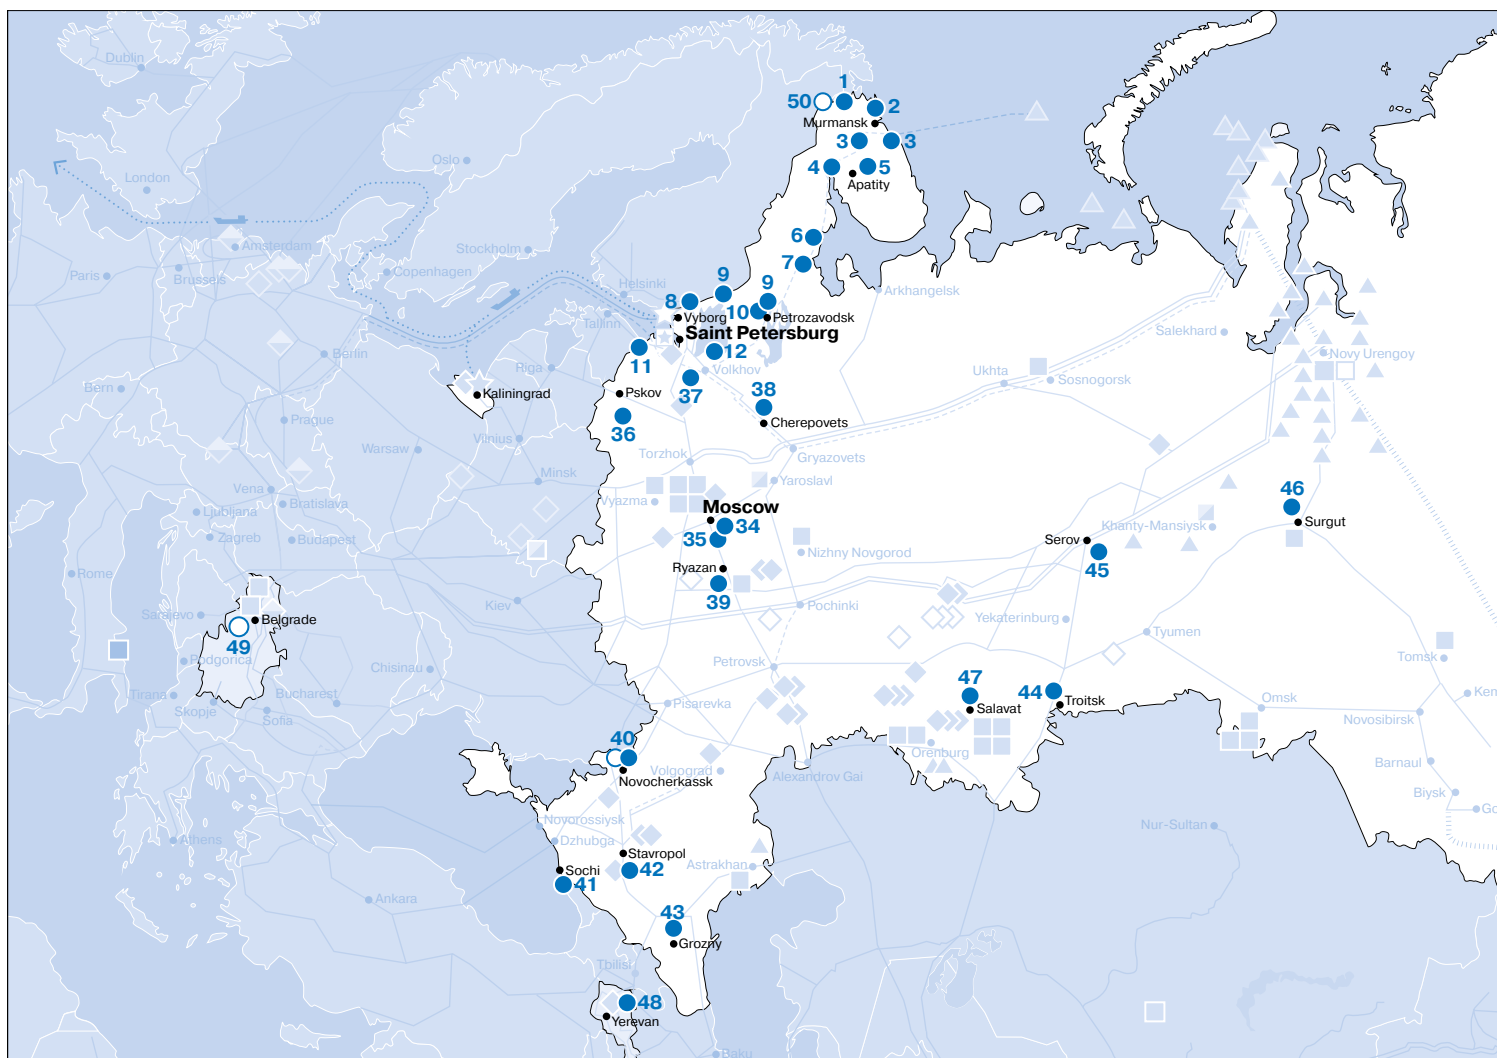 Dublin
1
50
2
Murmansk
3
3
Oslo
4
5
London
Apatity
6
Stockholm
Amsterdam
7
Paris
Brussels
Copenhagen
Helsinki
9
9
Arkhangelsk
8
10
Tallinn
Vyborg
Petrozavodsk
Saint Petersburg
Salekhard
11
12
Berlin
Novy Urengoy
Riga
Volkhov
Ukhta
Sosnogorsk
Bern
Kaliningrad
Pskov
37
38
36
Cherepovets
Prague
Vilnius
Warsaw
Torzhok
Gryazovets
Minsk
Yaroslavl
Vena
Bratislava
Vyazma
46
Ljubljana
Moscow
34
Khanty-Mansiysk
Surgut
Zagreb
Budapest
35
Serov
Nizhny Novgorod
45
Rome
Ryazan
39
Kiev
Pochinki
Sarajevo
Belgrade
Yekaterinburg
Tyumen
49
Podgorica
Chisinau
Petrovsk
Tomsk
Tirana
Bucharest
47
44
Kem
Skopje
Sofia
Pisarevka
Salavat
Troitsk
Omsk
Novosibirsk
40
Orenburg
Novocherkassk
Volgograd
Alexandrov Gai
Barnaul
Biysk
Go
Novorossiysk
Nur-Sultan
Athens
Dzhubga
Stavropol
Sochi
42
Astrakhan
41
Ankara
43
Grozny
Tbilisi
48
Yerevan
Baku